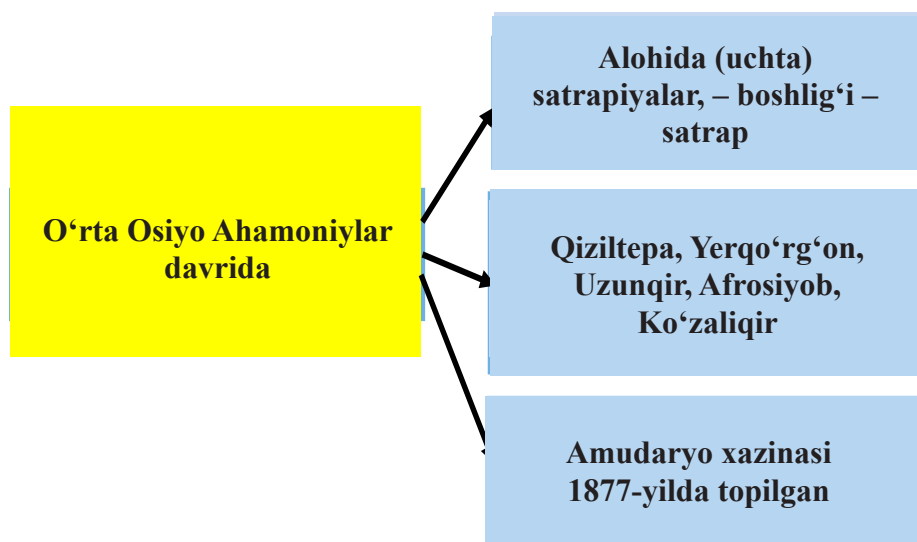 O‘rta Osiyo Ahamoniylar
davrida
Alohida (uchta)
satrapiyalar, – boshlig‘i –
satrap
Qiziltepa, Yerqo‘rg‘on,
Uzunqir, Afrosiyob,
Ko‘zaliqir
Amudaryo xazinasi
1877-yilda topilgan